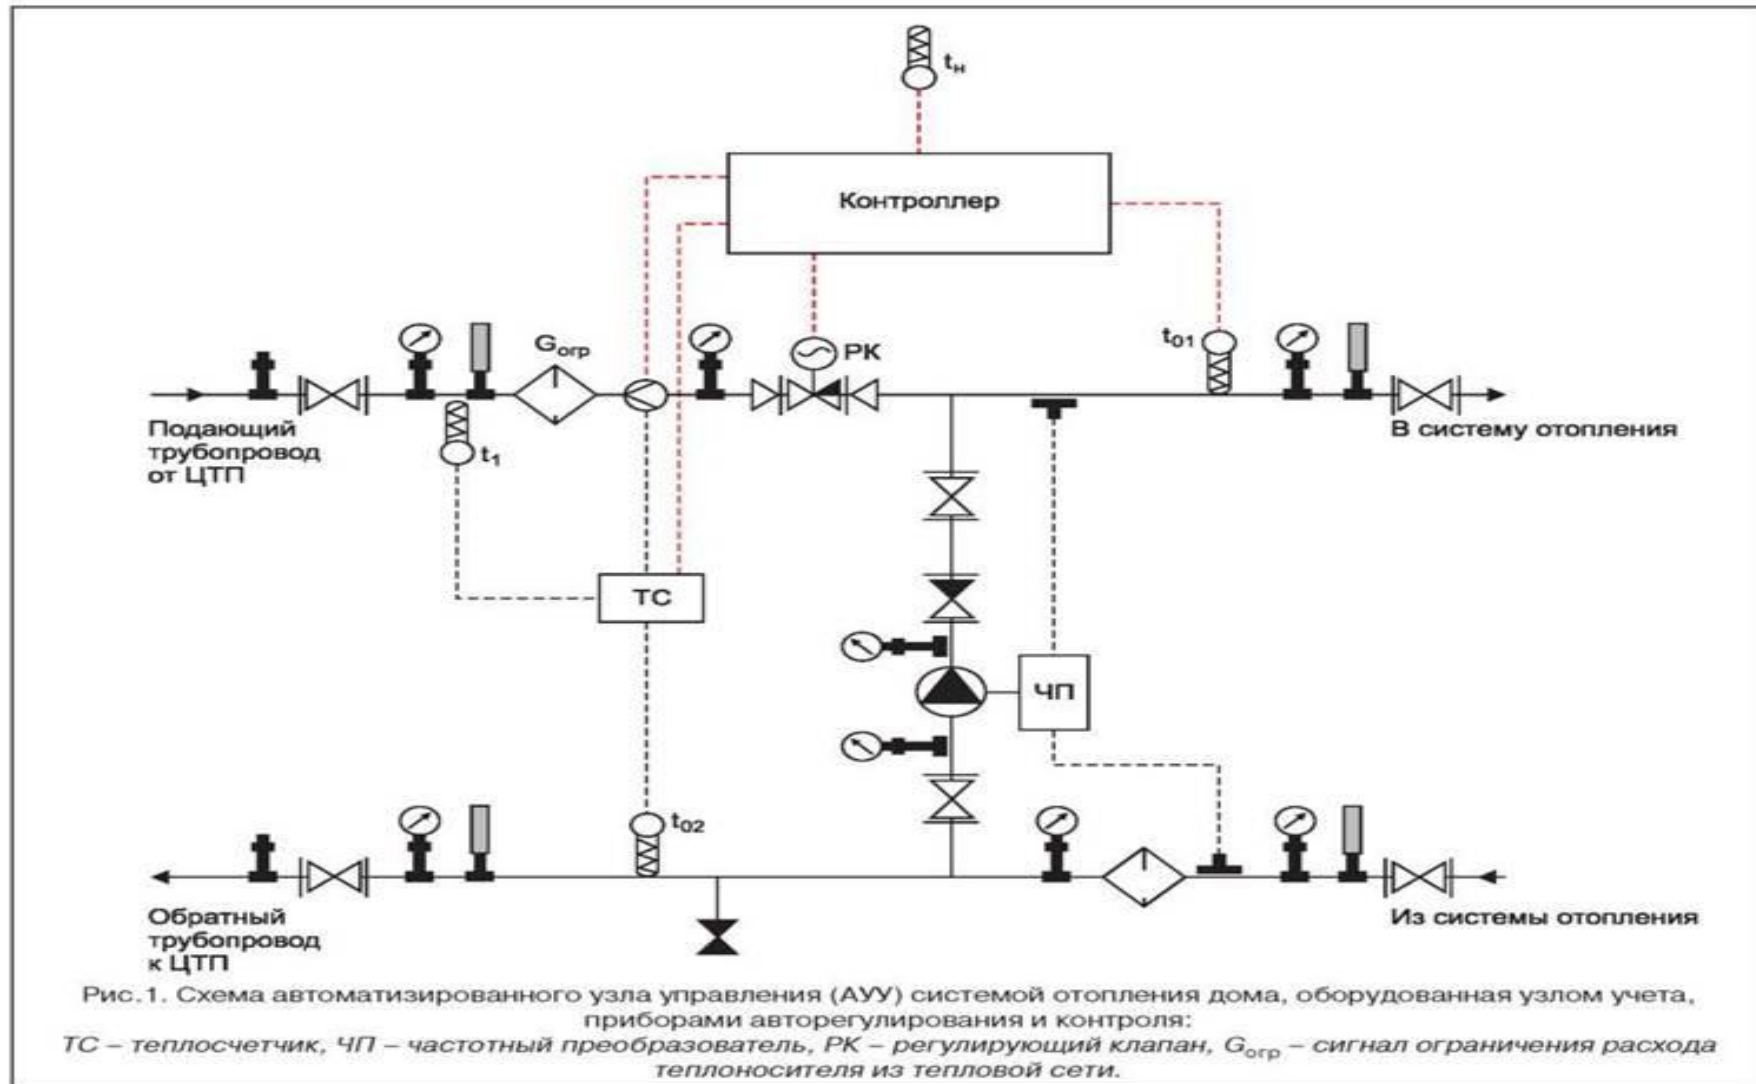 tн
Контроллер
Gогр
РК
t01
Подающий
трубопровод
от ЦТП
t1
В систему отопления
ТС
ЧП
t02
Обратный
трубопровод
к ЦТП
Из системы отопления
Рис.1. Схема автоматизированного узла управления (АУУ) системой отопления дома, оборудованная узлом учета,
приборами авторегулирования и контроля:
ТС – теплосчетчик, ЧП – частотный преобразователь, РК – регулирующий клапан, Gогр – сигнал ограничения расхода
теплоносителя из тепловой сети.